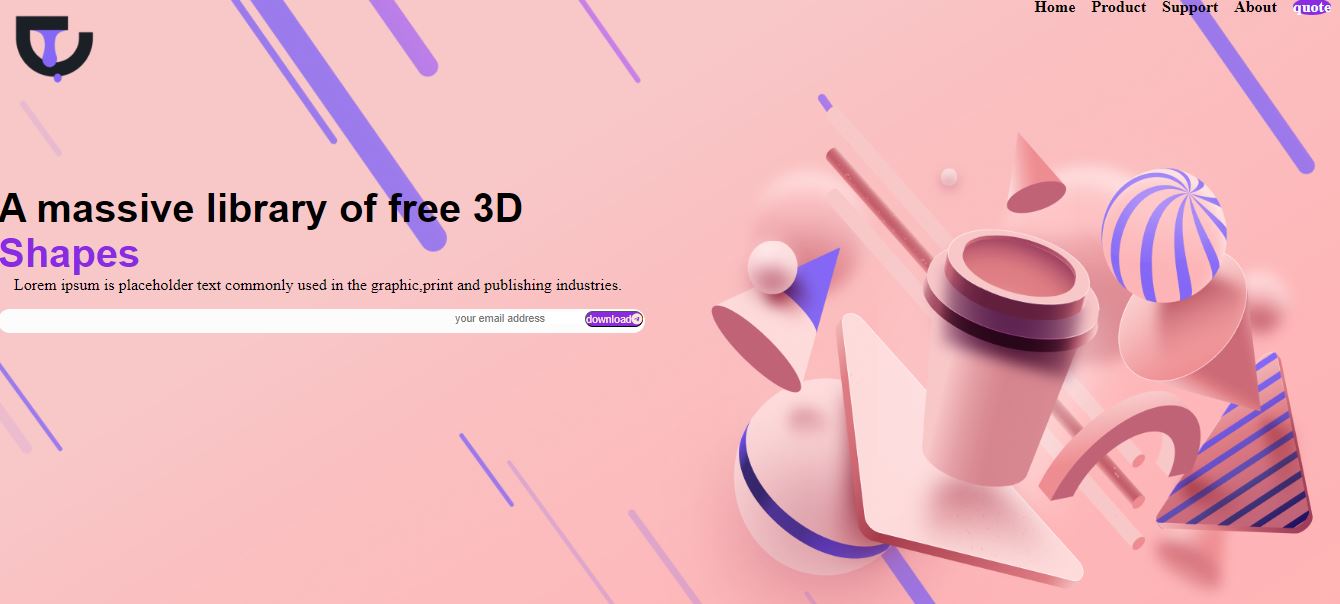 Home Product Support About quote
A massive library of free 3D
Shapes
Lorem ipsum is placeholder text commonly used in the graphic,print and publishing industries.
your email address download